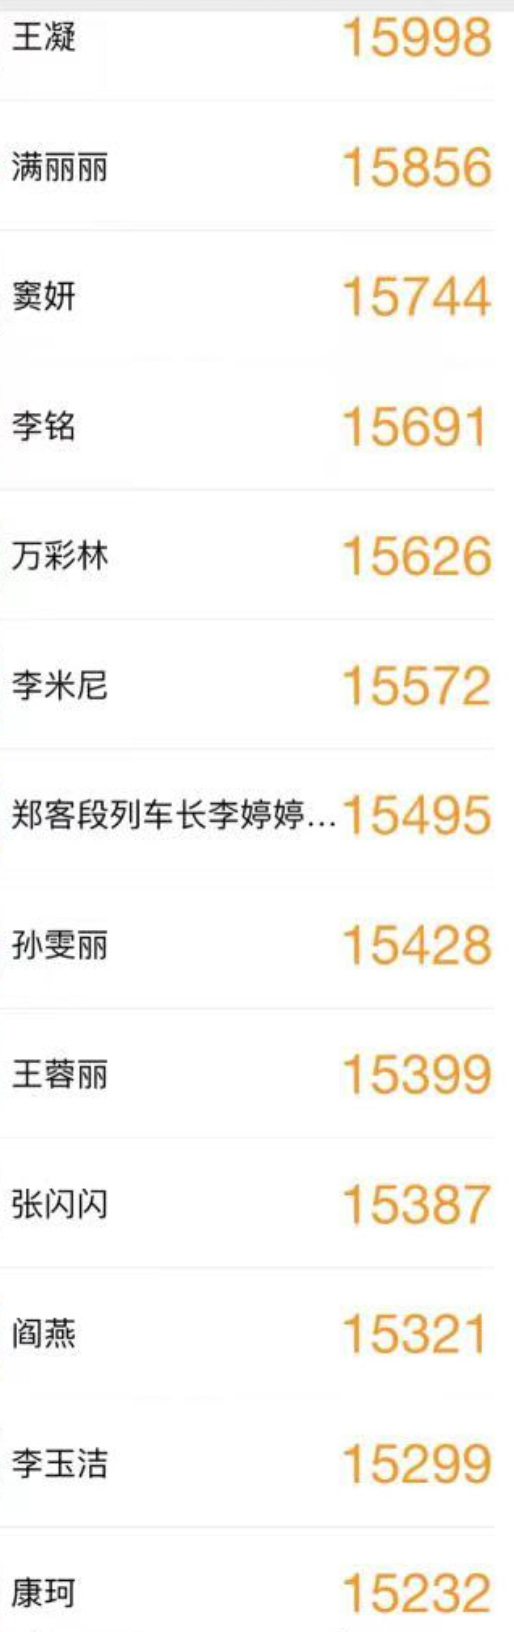 王凝 15998
满丽丽 15856
窦妍 15744
李铭 15691
万彩林 15626
李米尼 15572
郑客段列车长李婷婷... 15495
孙雯丽 15428
王蓉丽 15399
张闪闪 15387
阎燕 15321
李玉洁 15299
康珂 15232